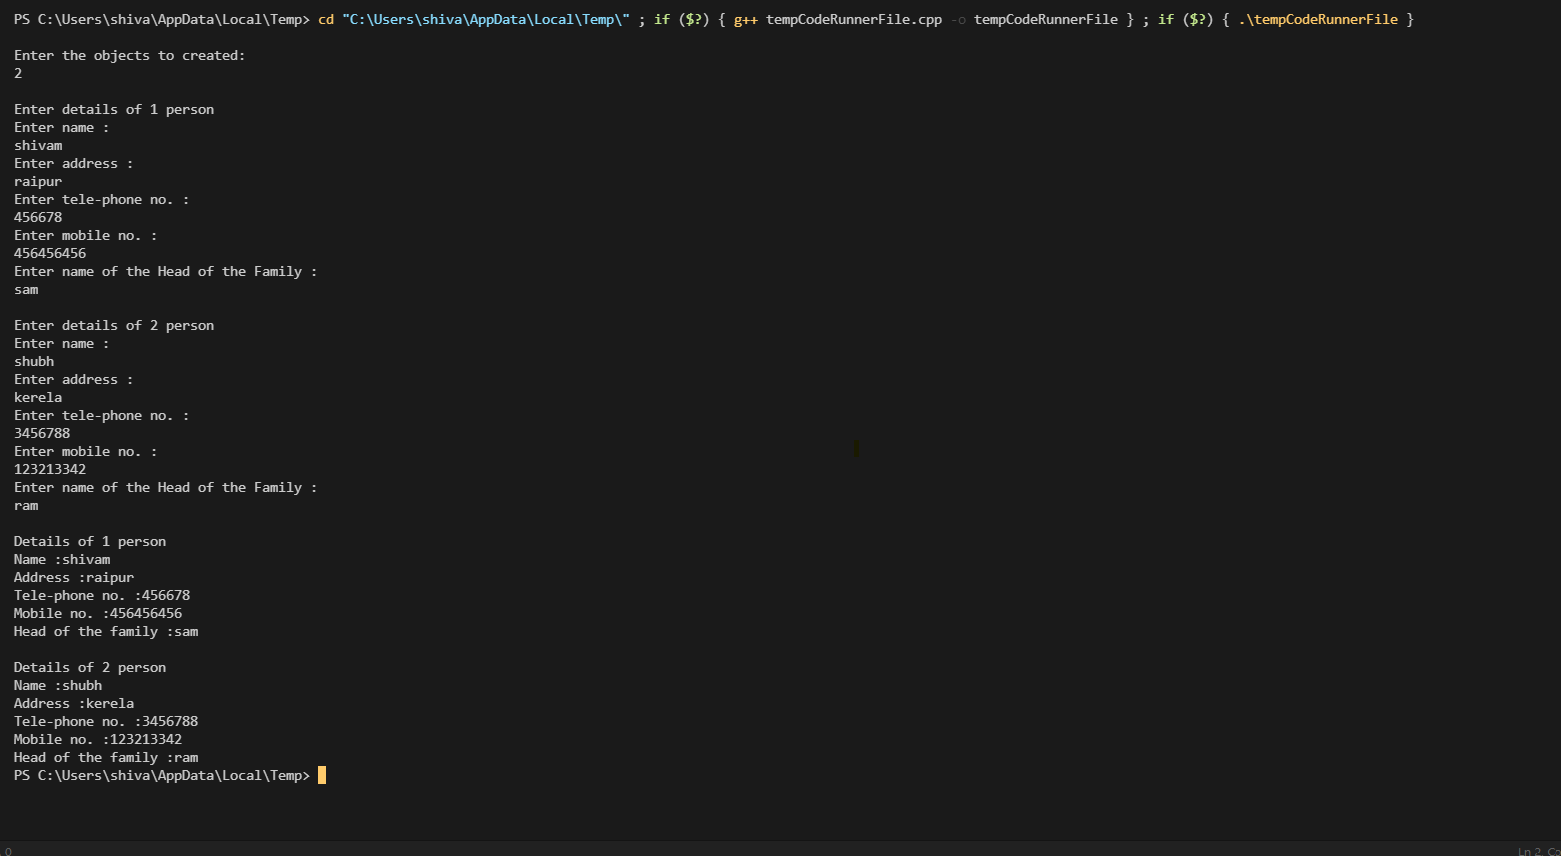 PS C:\Users\shiva\AppData\Local\Temp> cd "C:\Users\shiva\AppData\Local\Temp\" ; if ($?) { g++ tempCodeRunnerFile.cpp -o tempCodeRunnerFile } ; if ($?) { .\tempCodeRunnerFile }
Enter the objects to created:
2
Enter details of 1 person
Enter name :
shivam
Enter address :
raipur
Enter tele-phone no. :
456678
Enter mobile no. :
456456456
Enter name of the Head of the Family :
sam
Enter details of 2 person
Enter name :
shubh
Enter address :
kerela
Enter tele-phone no. :
3456788
Enter mobile no. :
123213342
Enter name of the Head of the Family :
ram
Details of 1 person
Name :shivam
Address :raipur
Tele-phone no. :456678
Mobile no. :456456456
Head of the family :sam
Details of 2 person
Name :shubh
Address :kerela
Tele-phone no. :3456788
Mobile no. :123213342
Head of the family :ram
PS C:\Users\shiva\AppData\Local\Temp>
0
Ln 2,